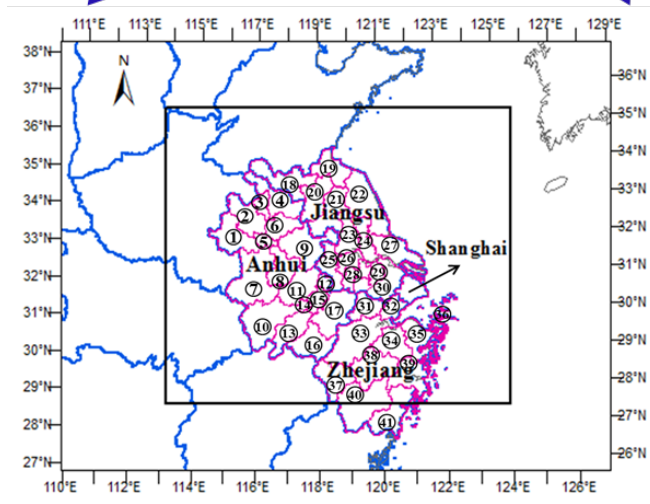 111°E 113°E 115°E 117°E 119°E 121°E 123°E 125°E 127°E 129°E
N
38°N 36°N
37°N 35°N
36°N 34°N
35°N 33°N
34°N 32°N
33°N 31°N
32°N 30°N
31°N 29°N
30°N 28°N
29°N 27°N
28°N 26°N
27°N
19
18 20 21 22
3 4
2 6 Jiangsu
1 5 23 24 27
9 25 26 Shanghai
Anhui 28 29
7 8 11 12 30
14 15 17 31 32 36
10 13 16 33 34 35
38 39
Zhejiang
37 40
41
110°E 112°E 114°E 116°E 118°E 120°E 122°E 124°E 126°E